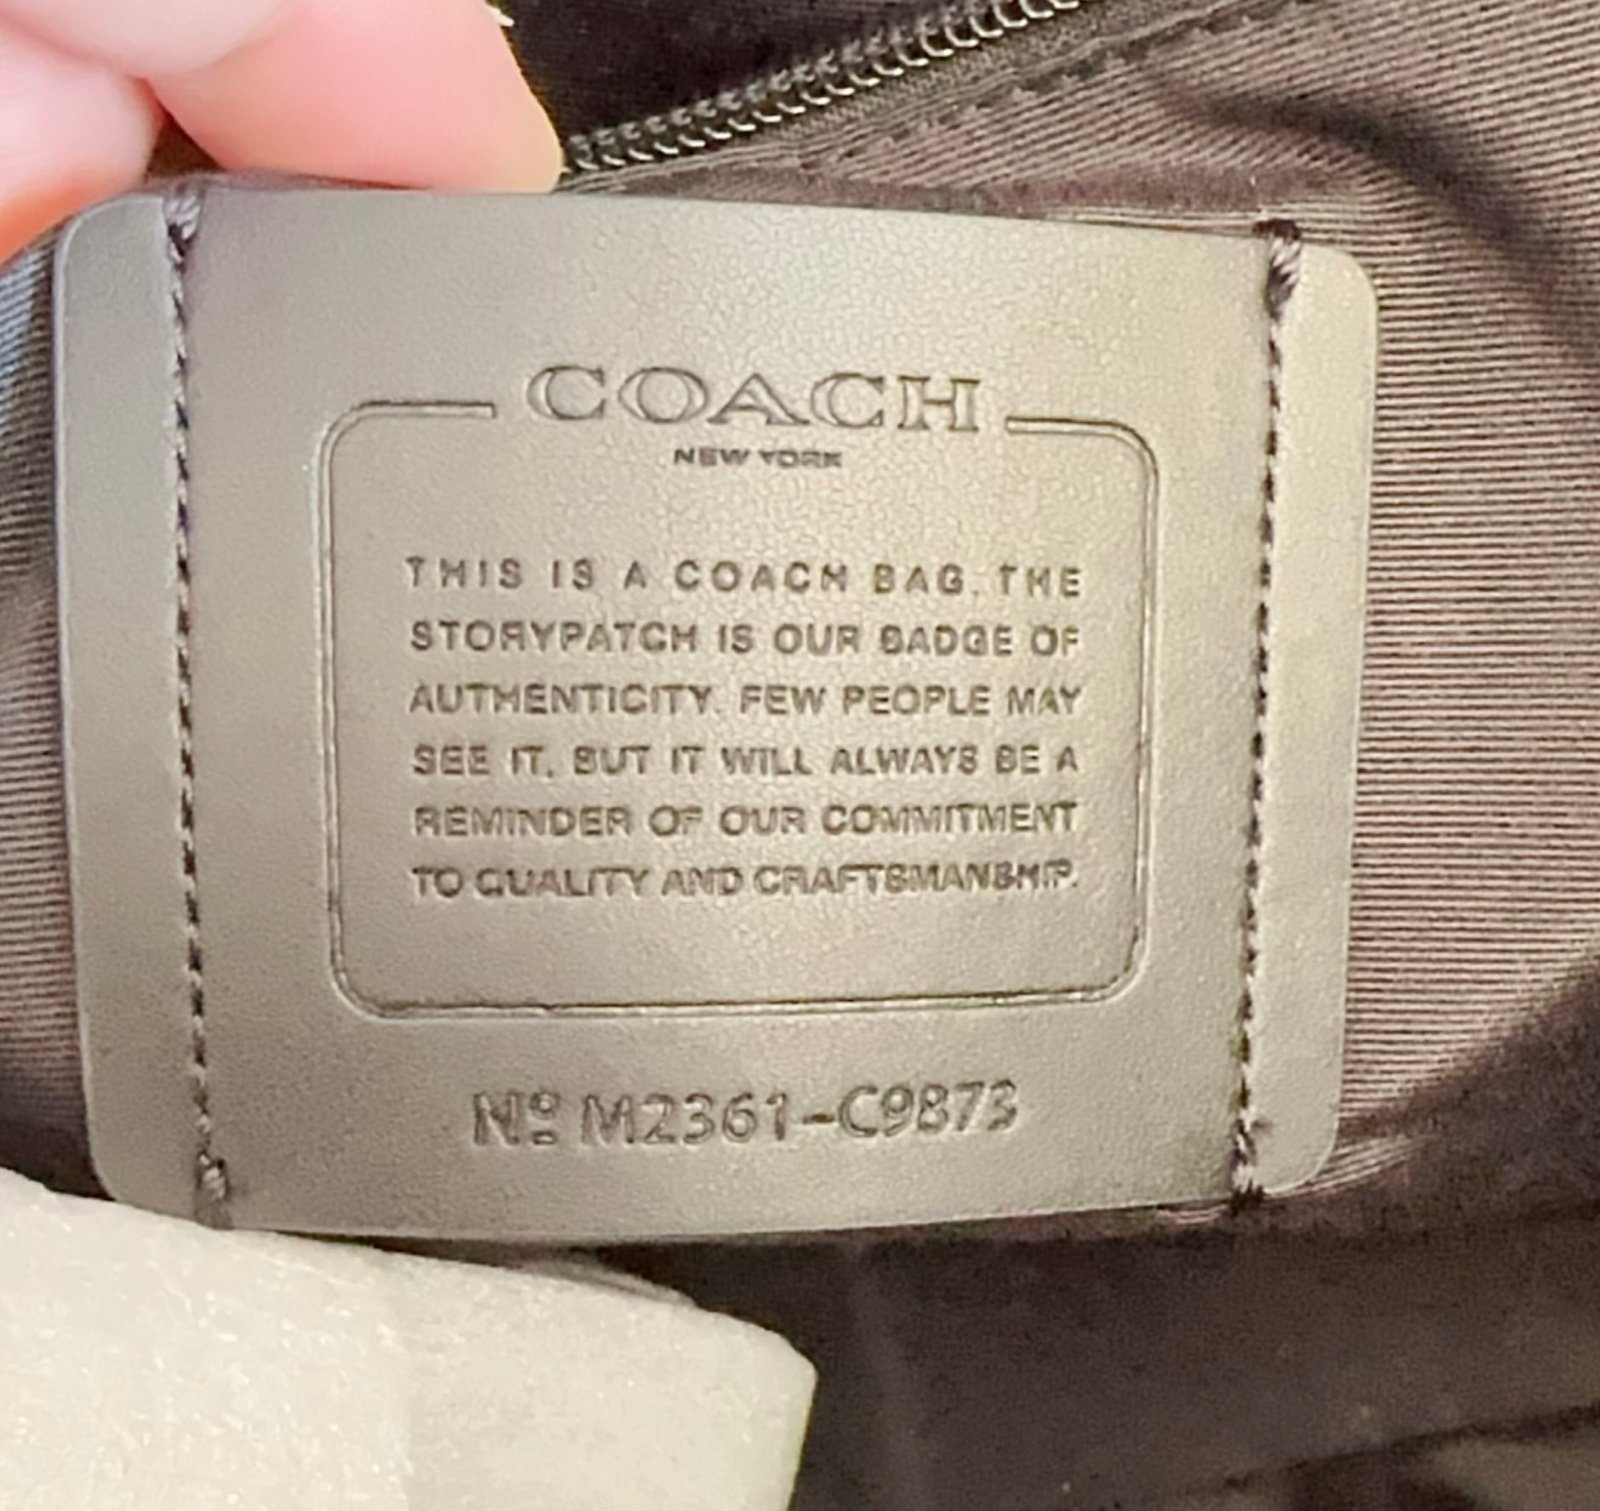 COACH
NEW YORK
THIS IS A COACH BAG. THE
STORYPATCH IS OUR BADGE OF
AUTHENTICITY. FEW PEOPLE MAY
SEE IT, BUT IT WILL ALWAYS BE A
REMINDER OF OUR COMMITMENT
TO QUALITY AND CRAFTSMANSHIP.
Nº M2361-C9873